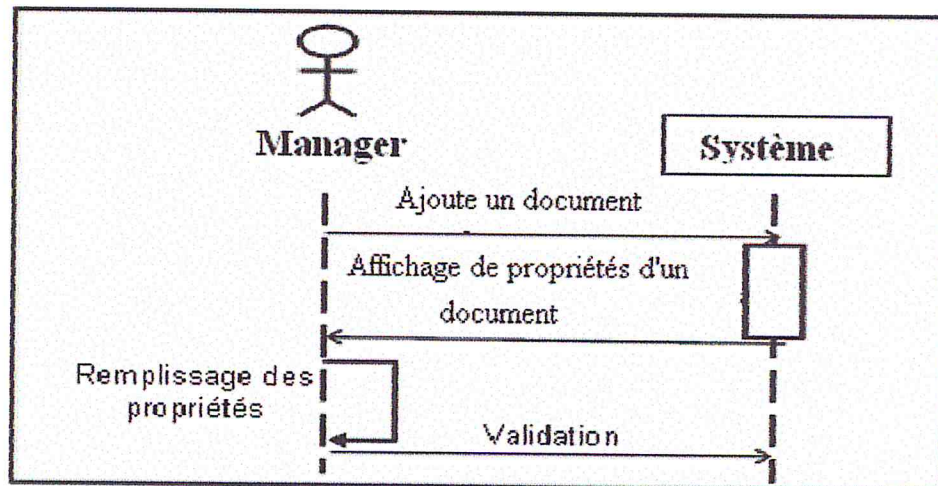 Manager
Système
Ajoute un document
Affichage de propriétés d'un
document
Remplissage des
propriétés
Validation